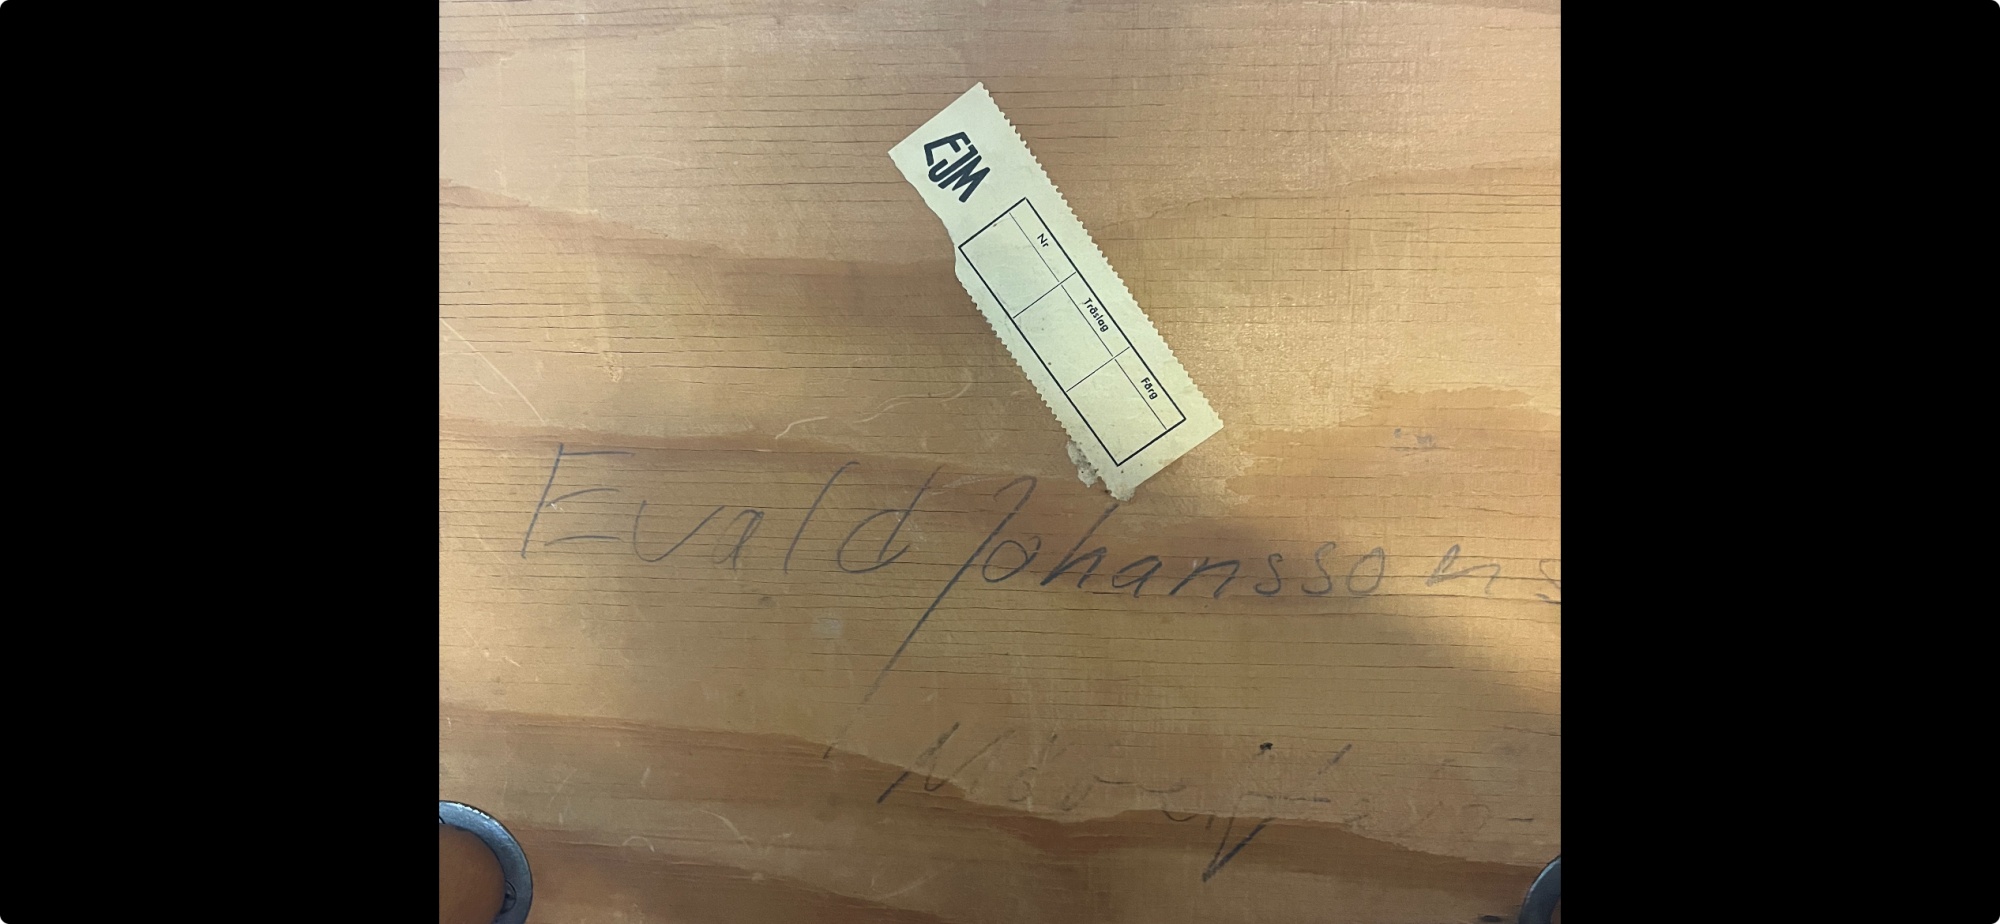 EJM
Nr Träslag Färg
Evald Johanssons